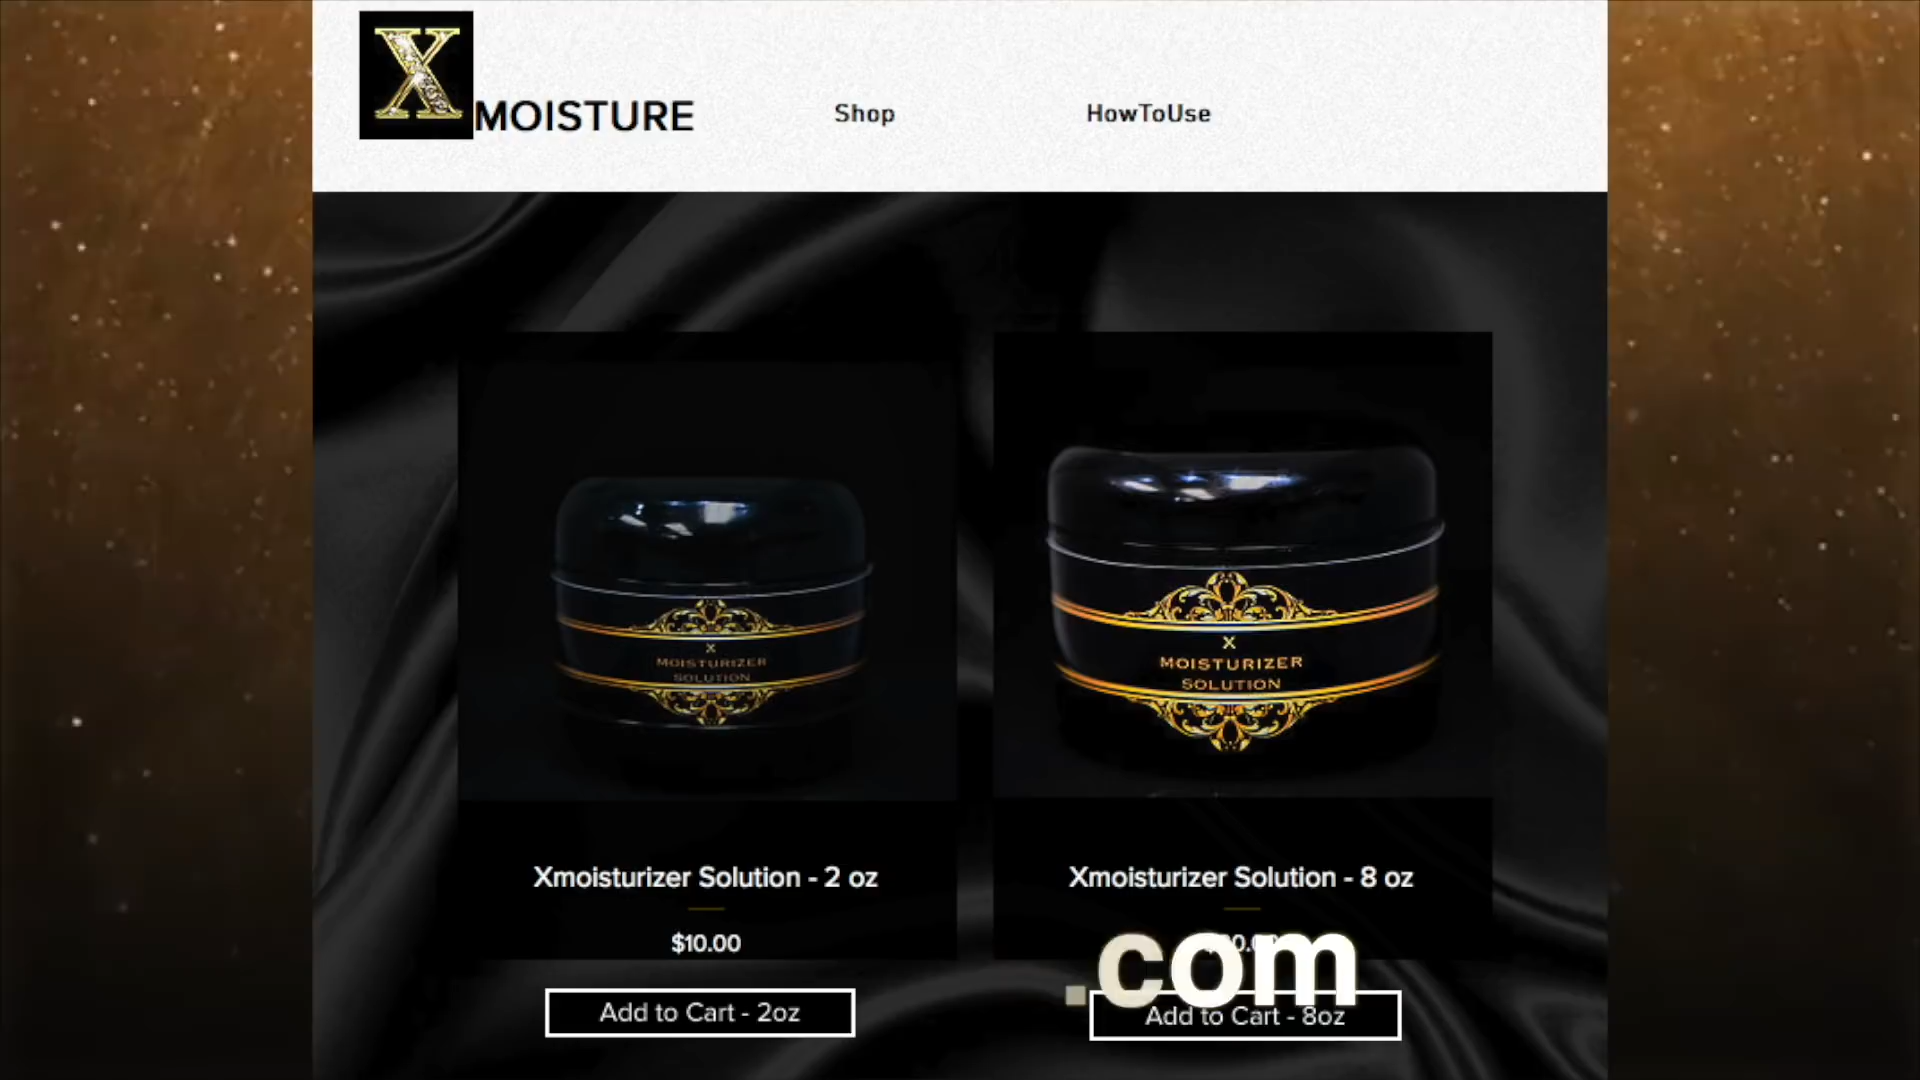 X
MOISTURE
Shop
HowToUse
X
MOISTURIZER
SOLUTION
X
MOISTURIZER
SOLUTION
Xmoisturizer Solution - 2 oz
Xmoisturizer Solution - 8 oz
$10.00
.com
Add to Cart - 2oz
Add to Cart - 8oz